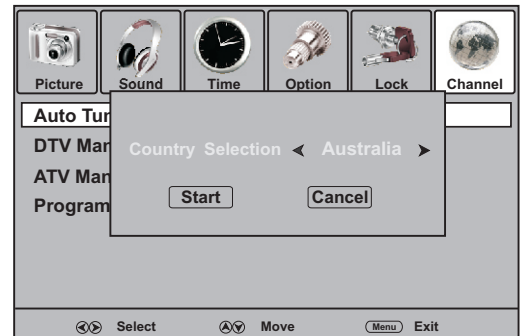 Picture Sound Time Option Lock Channel
Auto Tu
DTV Man
ATV Man
Program
Country Selection Australia
Start Cancel
Select Move Menu Exit